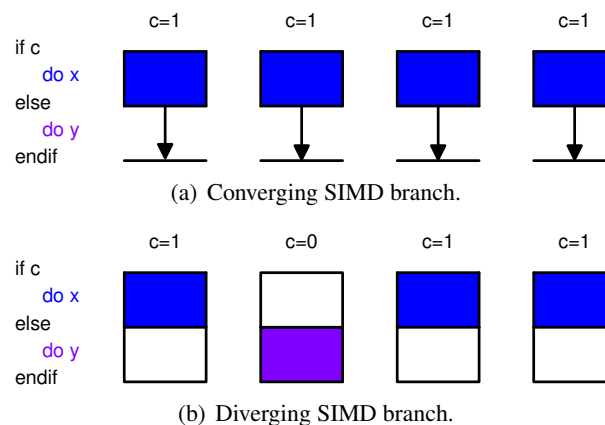 c=1 c=1 c=1 c=1
if c
do x
else
do y
endif
(a) Converging SIMD branch.
c=1 c=0 c=1 c=1
if c
do x
else
do y
endif
(b) Diverging SIMD branch.